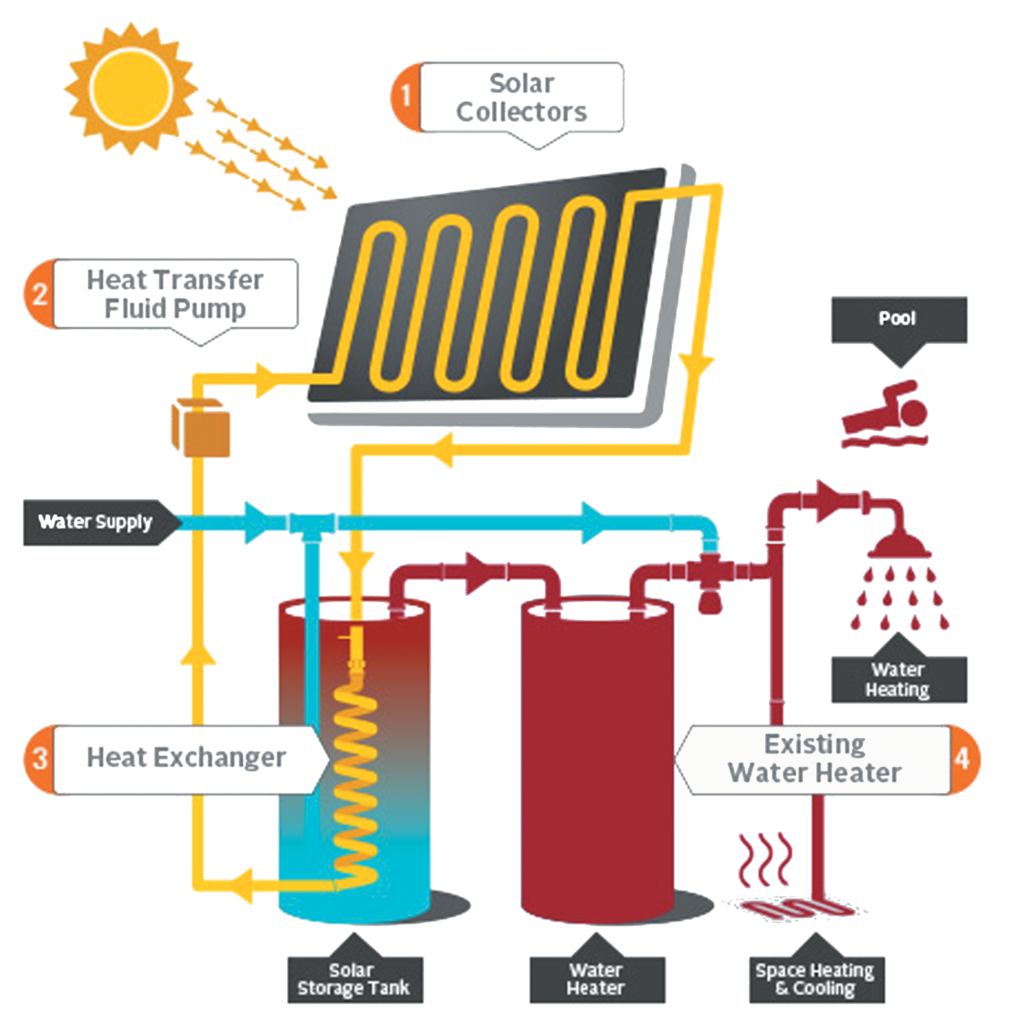 1
Solar
Collectors
2
Heat Transfer
Fluid Pump
Pool
Water Supply
Water
Heating
3
Heat Exchanger
Existing
Water Heater
4
Solar
Storage Tank
Water
Heater
Space Heating
& Cooling